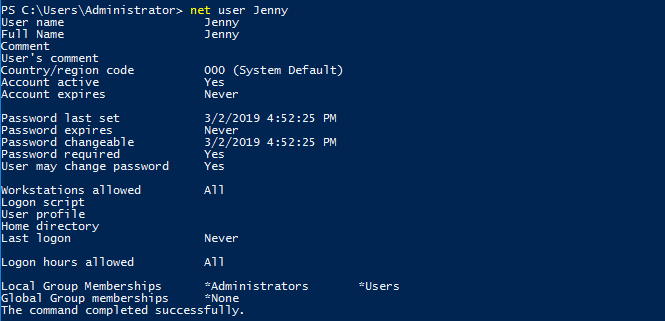 PS C:\Users\Administrator> net user Jenny
User name                    Jenny
Full Name                    Jenny
Comment
User's comment
Country/region code          000 (System Default)
Account active               Yes
Account expires              Never

Password last set            3/2/2019 4:52:25 PM
Password expires             Never
Password changeable          3/2/2019 4:52:25 PM
Password required            Yes
User may change password     Yes

Workstations allowed         All
Logon script
User profile
Home directory
Last logon                   Never

Logon hours allowed          All

Local Group Memberships      *Administrators       *Users
Global Group memberships     *None
The command completed successfully.